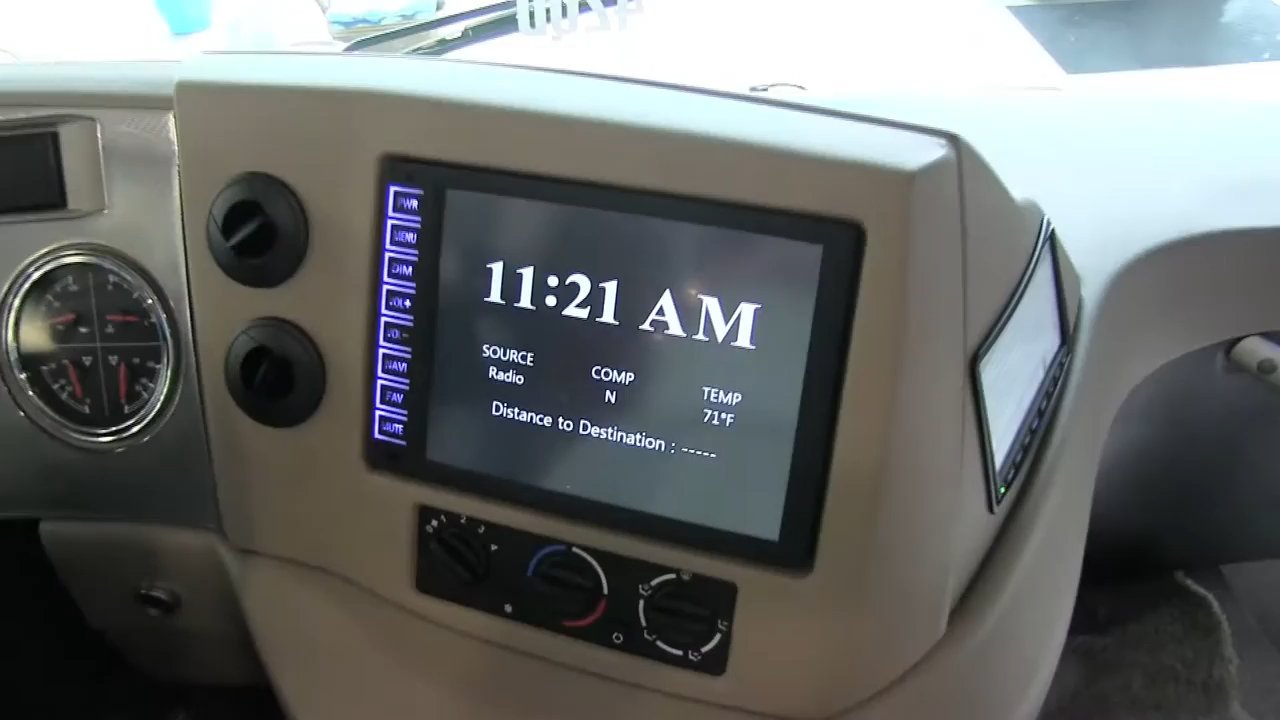 PWR
MENU
DIM
VOL+
VOL-
NAVI
FAV
MUTE
11:21 AM
SOURCE
COMP
TEMP
Radio
N
71°F
Distance to Destination : -----